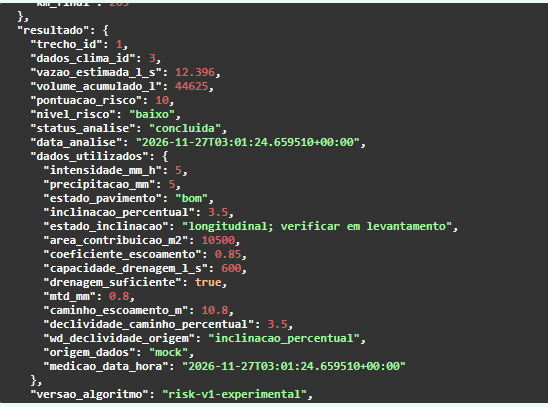 "km_final": 205
},
"resultado": {
"trecho_id": 1,
"dados_clima_id": 3,
"vazao_estimada_l_s": 12.396,
"volume_acumulado_l": 44625,
"pontuacao_risco": 10,
"nivel_risco": "baixo",
"status_analise": "concluida",
"data_analise": "2026-11-27T03:01:24.659510+00:00",
"dados_utilizados": {
"intensidade_mm_h": 5,
"precipitacao_mm": 5,
"estado_pavimento": "bom",
"inclinacao_percentual": 3.5,
"estado_inclinacao": "longitudinal; verificar em levantamento",
"area_contribuicao_m2": 10500,
"coeficiente_escoamento": 0.85,
"capacidade_drenagem_l_s": 600,
"drenagem_suficiente": true,
"mtd_mm": 0.8,
"caminho_escoamento_m": 10.8,
"declividade_caminho_percentual": 3.5,
"wd_declividade_origem": "inclinacao_percentual",
"origem_dados": "mock",
"medicao_data_hora": "2026-11-27T03:01:24.659510+00:00"
},
"versao_algoritmo": "risk-v1-experimental",